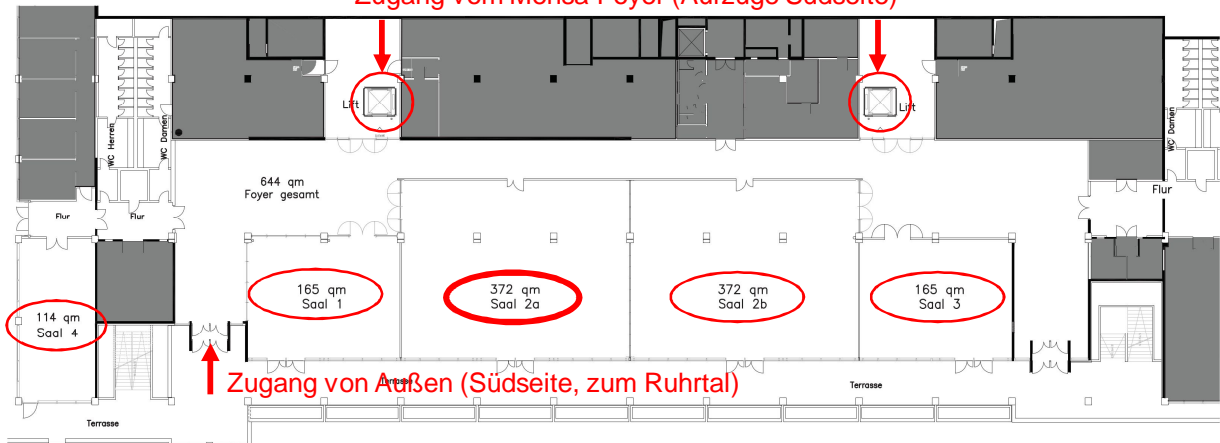 Zugang vom Mensa-Foyer (Aufzüge Südseite)
Lift
Lift
WC Herren
WC Damen
WC Damen
644 qm
Foyer gesamt
Flur
Flur
Flur
165 qm
Saal 1
372 qm
Saal 2a
372 qm
Saal 2b
165 qm
Saal 3
114 qm
Saal 4
Zugang von Außen (Südseite, zum Ruhrtal)
Terrasse
Terrasse
Terrasse